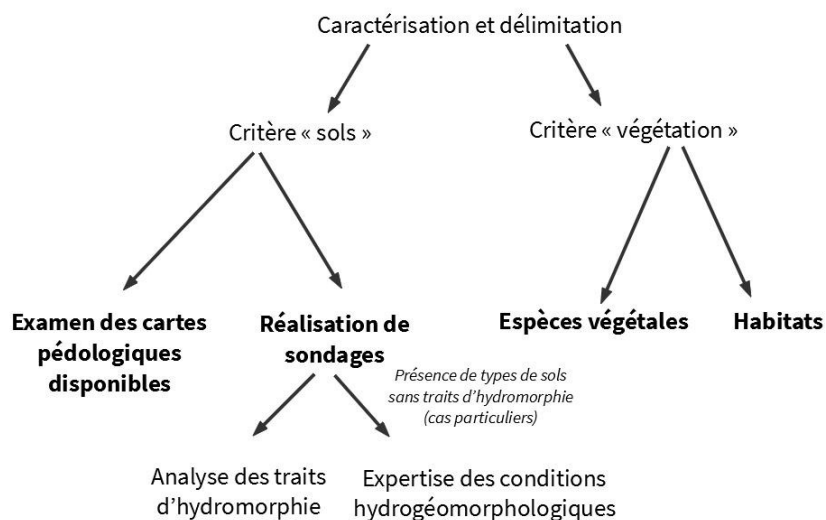 Caractérisation et délimitation
Critère « sols »
Critère « végétation »
Examen des cartes
pédologiques
disponibles
Réalisation de
sondages
Espèces végétales
Habitats
Présence de types de sols
sans traits d’hydromorphie
(cas particuliers)
Analyse des traits
d’hydromorphie
Expertise des conditions
hydrogéomorphologiques